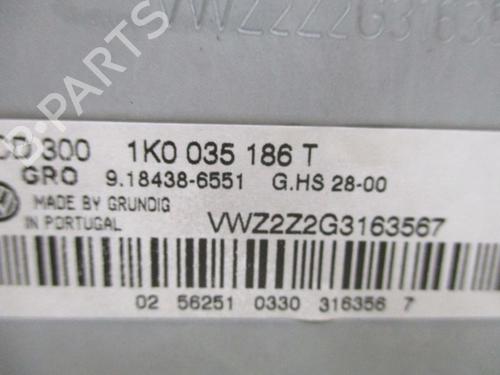 CD 300 1K0 035 186 T
GRO 9.18438-6551 G.HS 28-00
MADE BY GRUNDIG
IN PORTUGAL
VWZ2Z2G3163567
02 56251 0330 316356 7